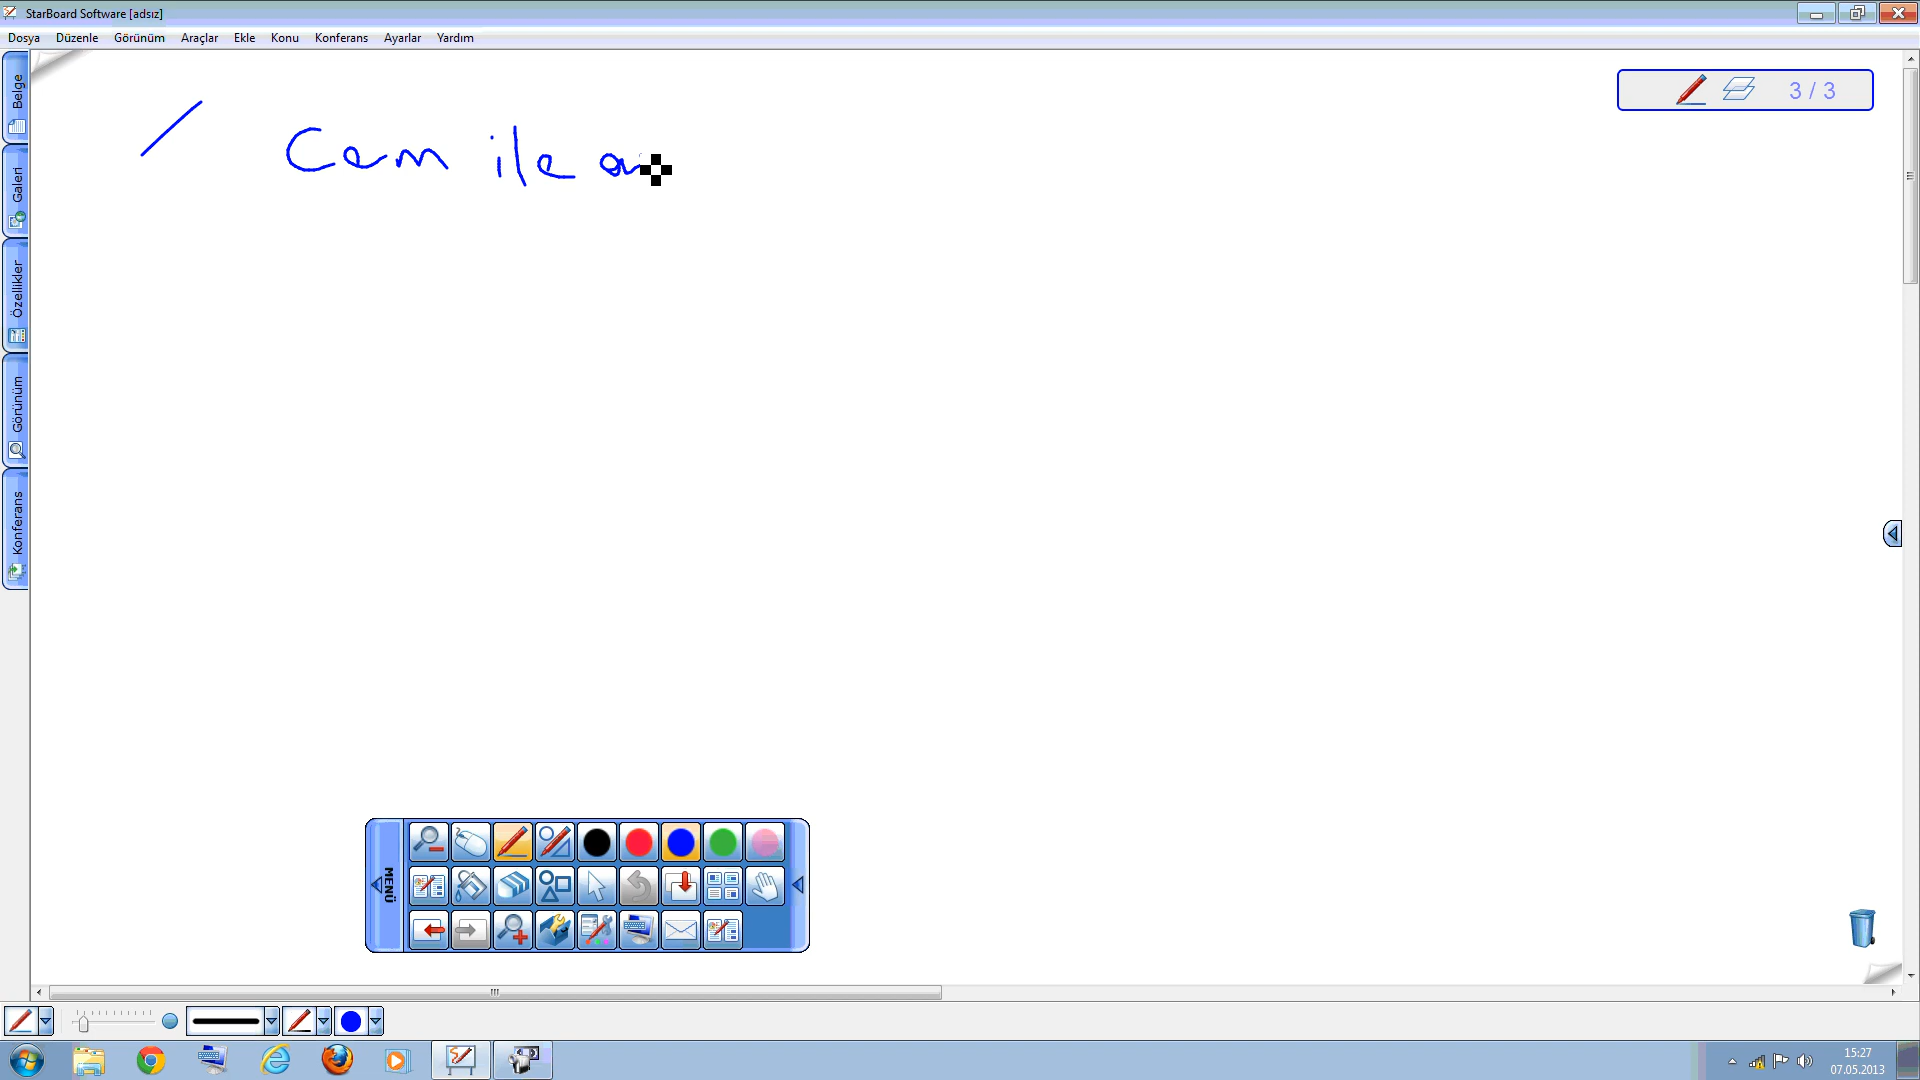 StarBoard Software [adsız]
Dosya Düzenle Görünüm Araçlar Ekle Konu Konferans Ayarlar Yardım
Belge
Galeri
Özellikler
Görünüm
Konferans
3 / 3
Cem ile
MENÜ
15:27
07.05.2013